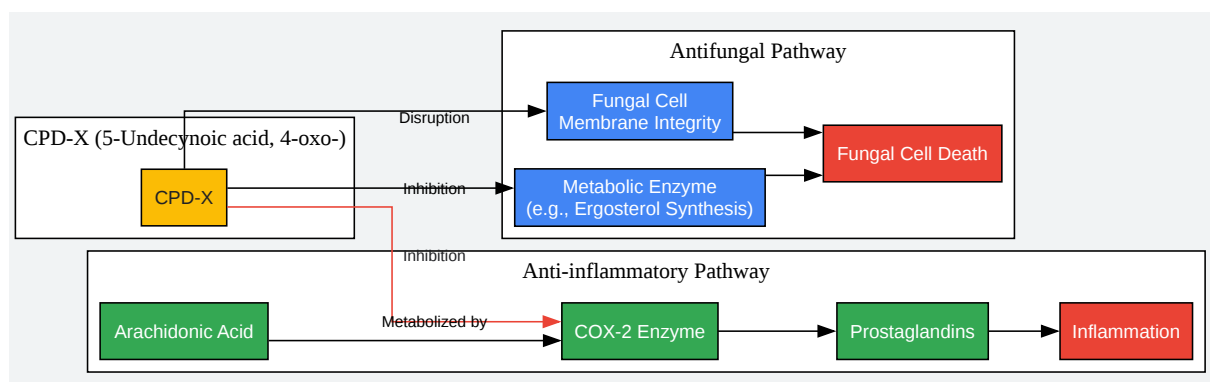 Antifungal Pathway
Fungal Cell
Membrane Integrity
Disruption
CPD-X (5-Undecynoic acid, 4-oxo-)
Fungal Cell Death
CPD-X
Inhibition
Metabolic Enzyme
(e.g., Ergosterol Synthesis)
Inhibition
Anti-inflammatory Pathway
Metabolized by
Arachidonic Acid
COX-2 Enzyme
Prostaglandins
Inflammation